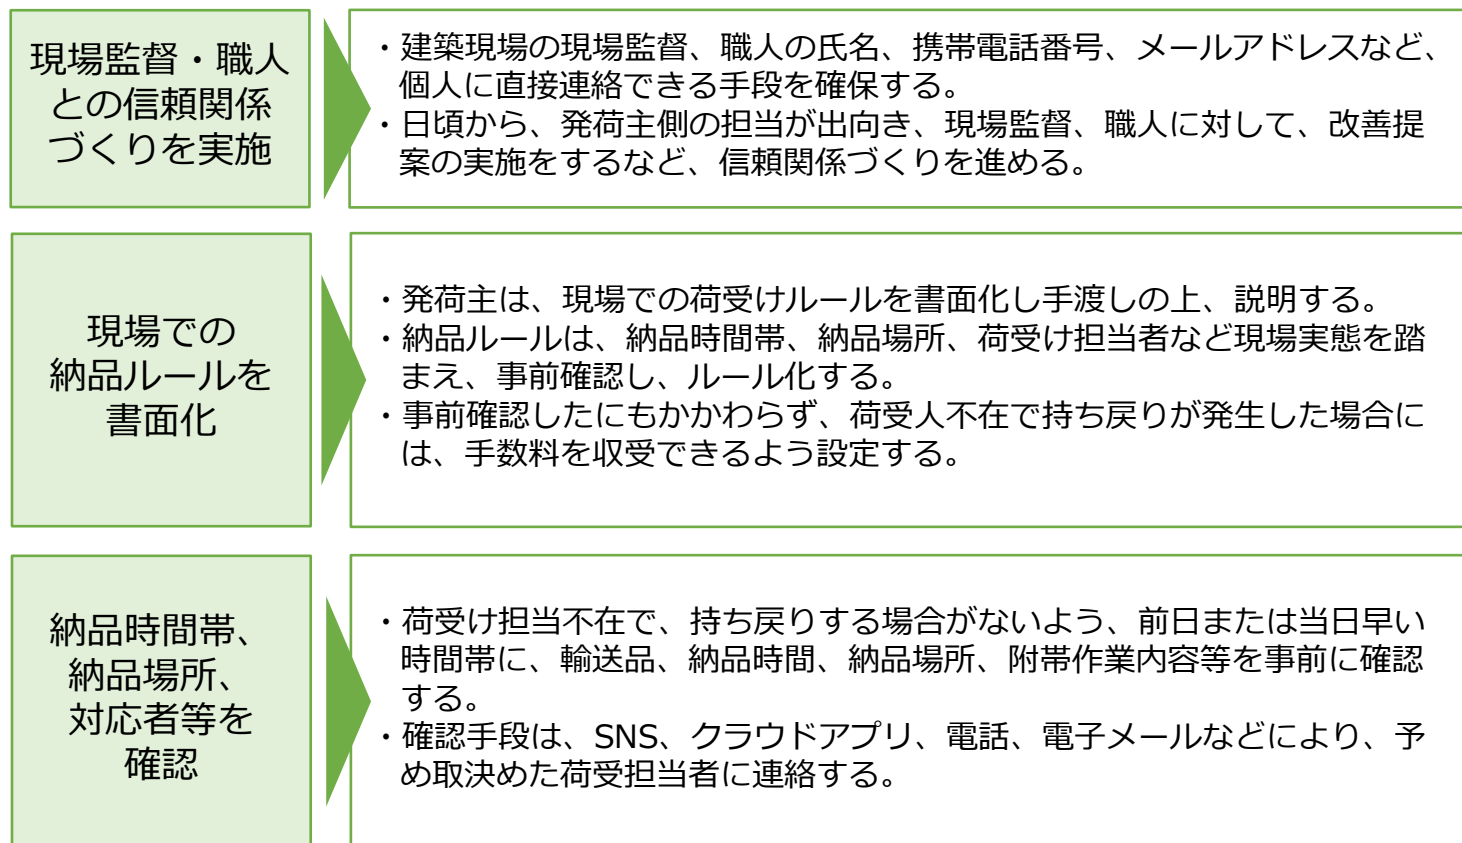 現場監督・職人
との信頼関係
づくりを実施
・建築現場の現場監督、職人の氏名、携帯電話番号、メールアドレスなど、
個人に直接連絡できる手段を確保する。
・日頃から、発荷主側の担当が出向き、現場監督、職人に対して、改善提
案の実施をするなど、信頼関係づくりを進める。
現場での
納品ルールを
書面化
・発荷主は、現場での荷受けルールを書面化し手渡しの上、説明する。
・納品ルールは、納品時間帯、納品場所、荷受け担当者など現場実態を踏
まえ、事前確認し、ルール化する。
・事前確認したにもかかわらず、荷受人不在で持ち戻りが発生した場合に
は、手数料を収受できるよう設定する。
納品時間帯、
納品場所、
対応者等を
確認
・荷受け担当不在で、持ち戻りする場合がないよう、前日または当日早い
時間帯に、輸送品、納品時間、納品場所、附帯作業内容等を事前に確認
する。
・確認手段は、SNS、クラウドアプリ、電話、電子メールなどにより、予
め取決めた荷受担当者に連絡する。